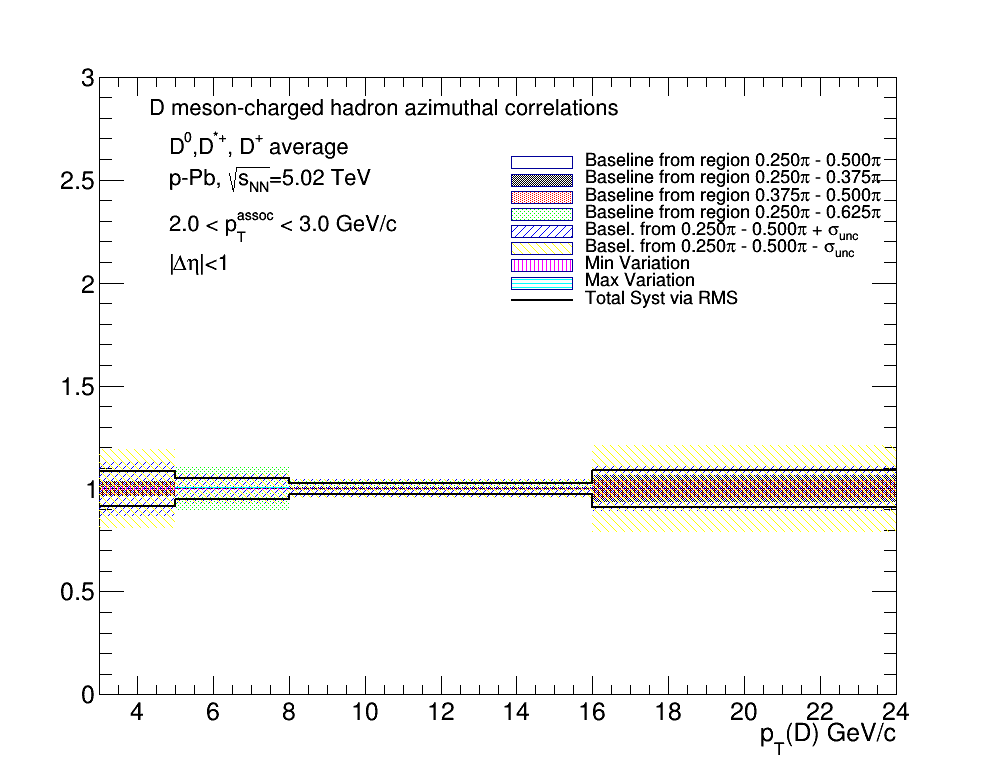 3
D meson-charged hadron azimuthal correlations
D⁰,D*⁺, D⁺ average
p-Pb, √sNN=5.02 TeV
2.0 < pTassoc < 3.0 GeV/c
|Δη|<1
Baseline from region 0.250π - 0.500π
Baseline from region 0.250π - 0.375π
Baseline from region 0.375π - 0.500π
Baseline from region 0.250π - 0.625π
Basel. from 0.250π - 0.500π + σunc
Basel. from 0.250π - 0.500π - σunc
Min Variation
Max Variation
Total Syst via RMS
2.5
2
1.5
1
0.5
0
4 6 8 10 12 14 16 18 20 22 24
pT(D) GeV/c